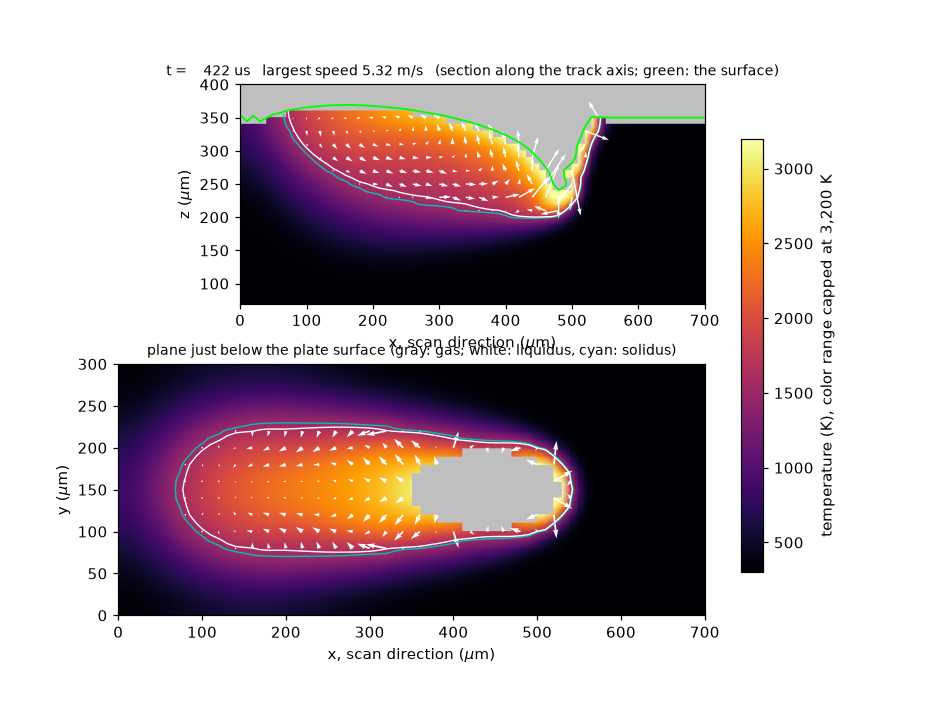 t =    422 us   largest speed 5.32 m/s   (section along the track axis; green: the surface)
400
350
300
250
200
150
100
z (μm)
0 100 200 300 400 500 600 700
x, scan direction (μm)
plane just below the plate surface (gray: gas; white: liquidus, cyan: solidus)
300
250
200
150
100
50
0
y (μm)
0 100 200 300 400 500 600 700
x, scan direction (μm)
3000
2500
2000
1500
1000
500
temperature (K), color range capped at 3,200 K